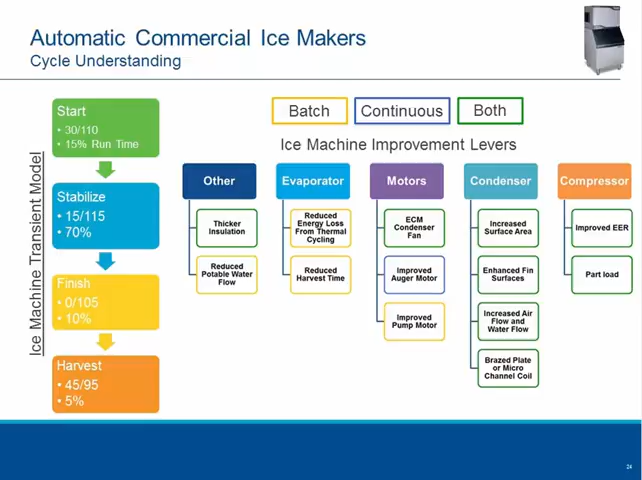 Automatic Commercial Ice Makers
Cycle Understanding
Ice Machine Transient Model
Start
• 30/110
• 15% Run Time
Stabilize
• 15/115
• 70%
Finish
• 0/105
• 10%
Harvest
• 45/95
• 5%
Batch
Continuous
Both
Ice Machine Improvement Levers
Other
Thicker
Insulation
Reduced
Potable Water
Flow
Evaporator
Reduced
Energy Loss
From Thermal
Cycling
Reduced
Harvest Time
Motors
ECM
Condenser
Fan
Improved
Auger Motor
Improved
Pump Motor
Condenser
Increased
Surface Area
Enhanced Fin
Surfaces
Increased Air
Flow and
Water Flow
Brazed Plate
or Micro
Channel Coil
Compressor
Improved EER
Part load
24